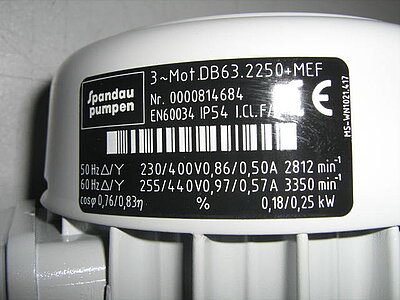 Spandau
pumpen
3~Mot.DB63.2250+MEF
Nr. 0000814684
EN60034 IP54 I.CL.F/
CE
MS-WN1021.417
50 Hz △/Y 230/400V 0,86/0,50A 2812 min⁻¹
60 Hz △/Y 255/440V 0,97/0,57A 3350 min⁻¹
cosφ 0,76/0,83η % 0,18/0,25 kW